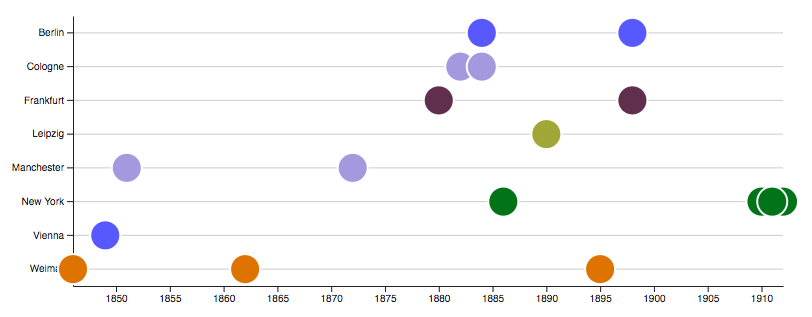 Berlin
Cologne
Frankfurt
Leipzig
Manchester
New York
Vienna
Weima
1850 1855 1860 1865 1870 1875 1880 1885 1890 1895 1900 1905 1910